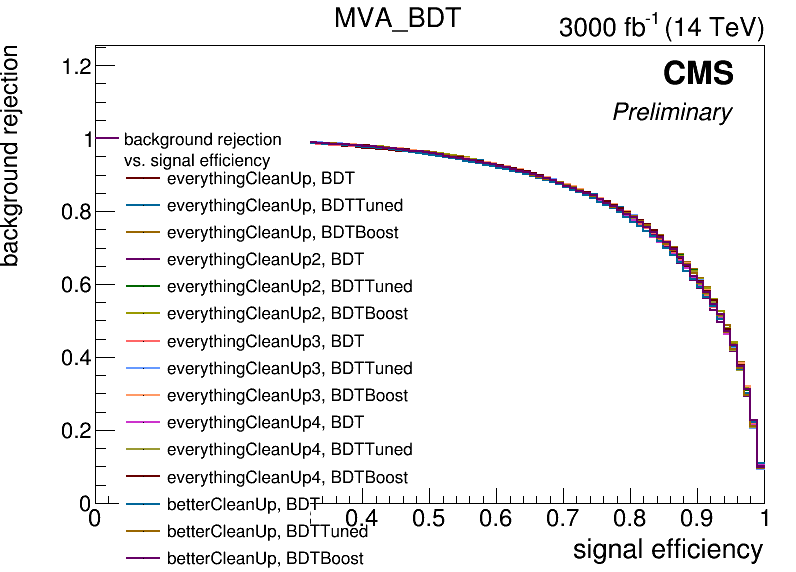 MVA_BDT
3000 fb⁻¹ (14 TeV)
CMS
Preliminary
background rejection
1.2
1
0.8
0.6
0.4
0.2
0
background rejection
vs. signal efficiency
everythingCleanUp, BDT
everythingCleanUp, BDTTuned
everythingCleanUp, BDTBoost
everythingCleanUp2, BDT
everythingCleanUp2, BDTTuned
everythingCleanUp2, BDTBoost
everythingCleanUp3, BDT
everythingCleanUp3, BDTTuned
everythingCleanUp3, BDTBoost
everythingCleanUp4, BDT
everythingCleanUp4, BDTTuned
everythingCleanUp4, BDTBoost
betterCleanUp, BDT
betterCleanUp, BDTTuned
betterCleanUp, BDTBoost
0 0.4 0.5 0.6 0.7 0.8 0.9 1
signal efficiency